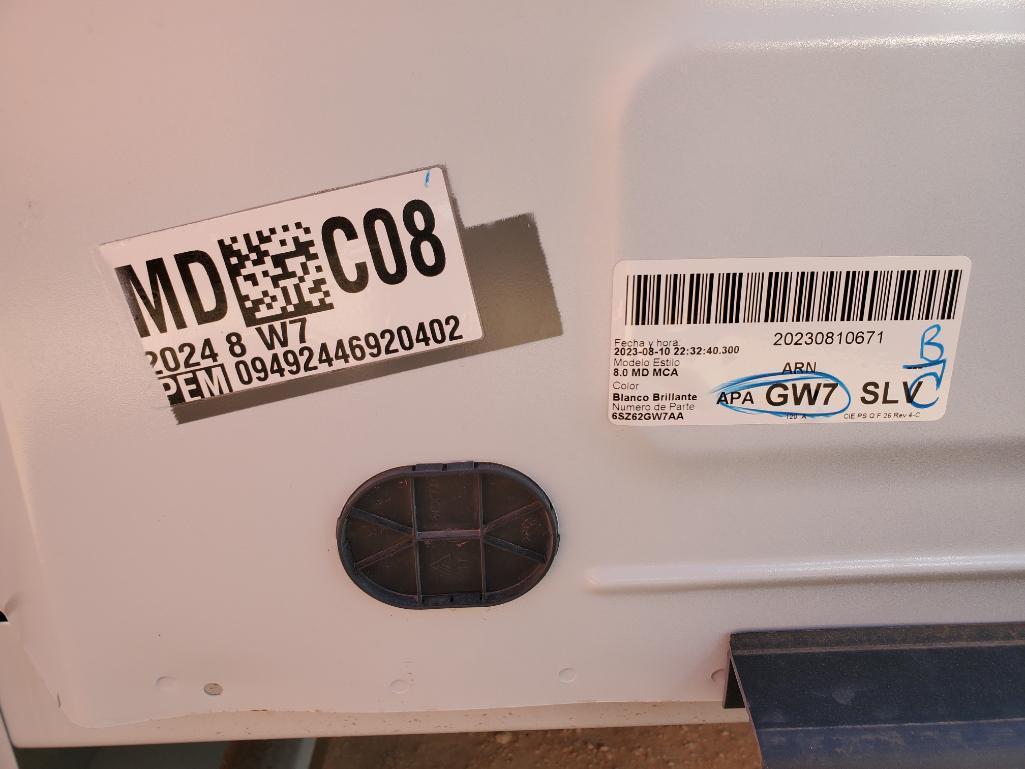 MD C08
2024 8 W7
PEM 09492446920402
20230810671
Fecha y hora:
2023-08-10 22:32:40.300
Modelo Estilo
8.0 MD MCA
ARN
Color
Blanco Brillante
APA GW7 SLV
Numero de Parte
6SZ62GW7AA
CIE PS Q F 26 Rev 4-C
B
C